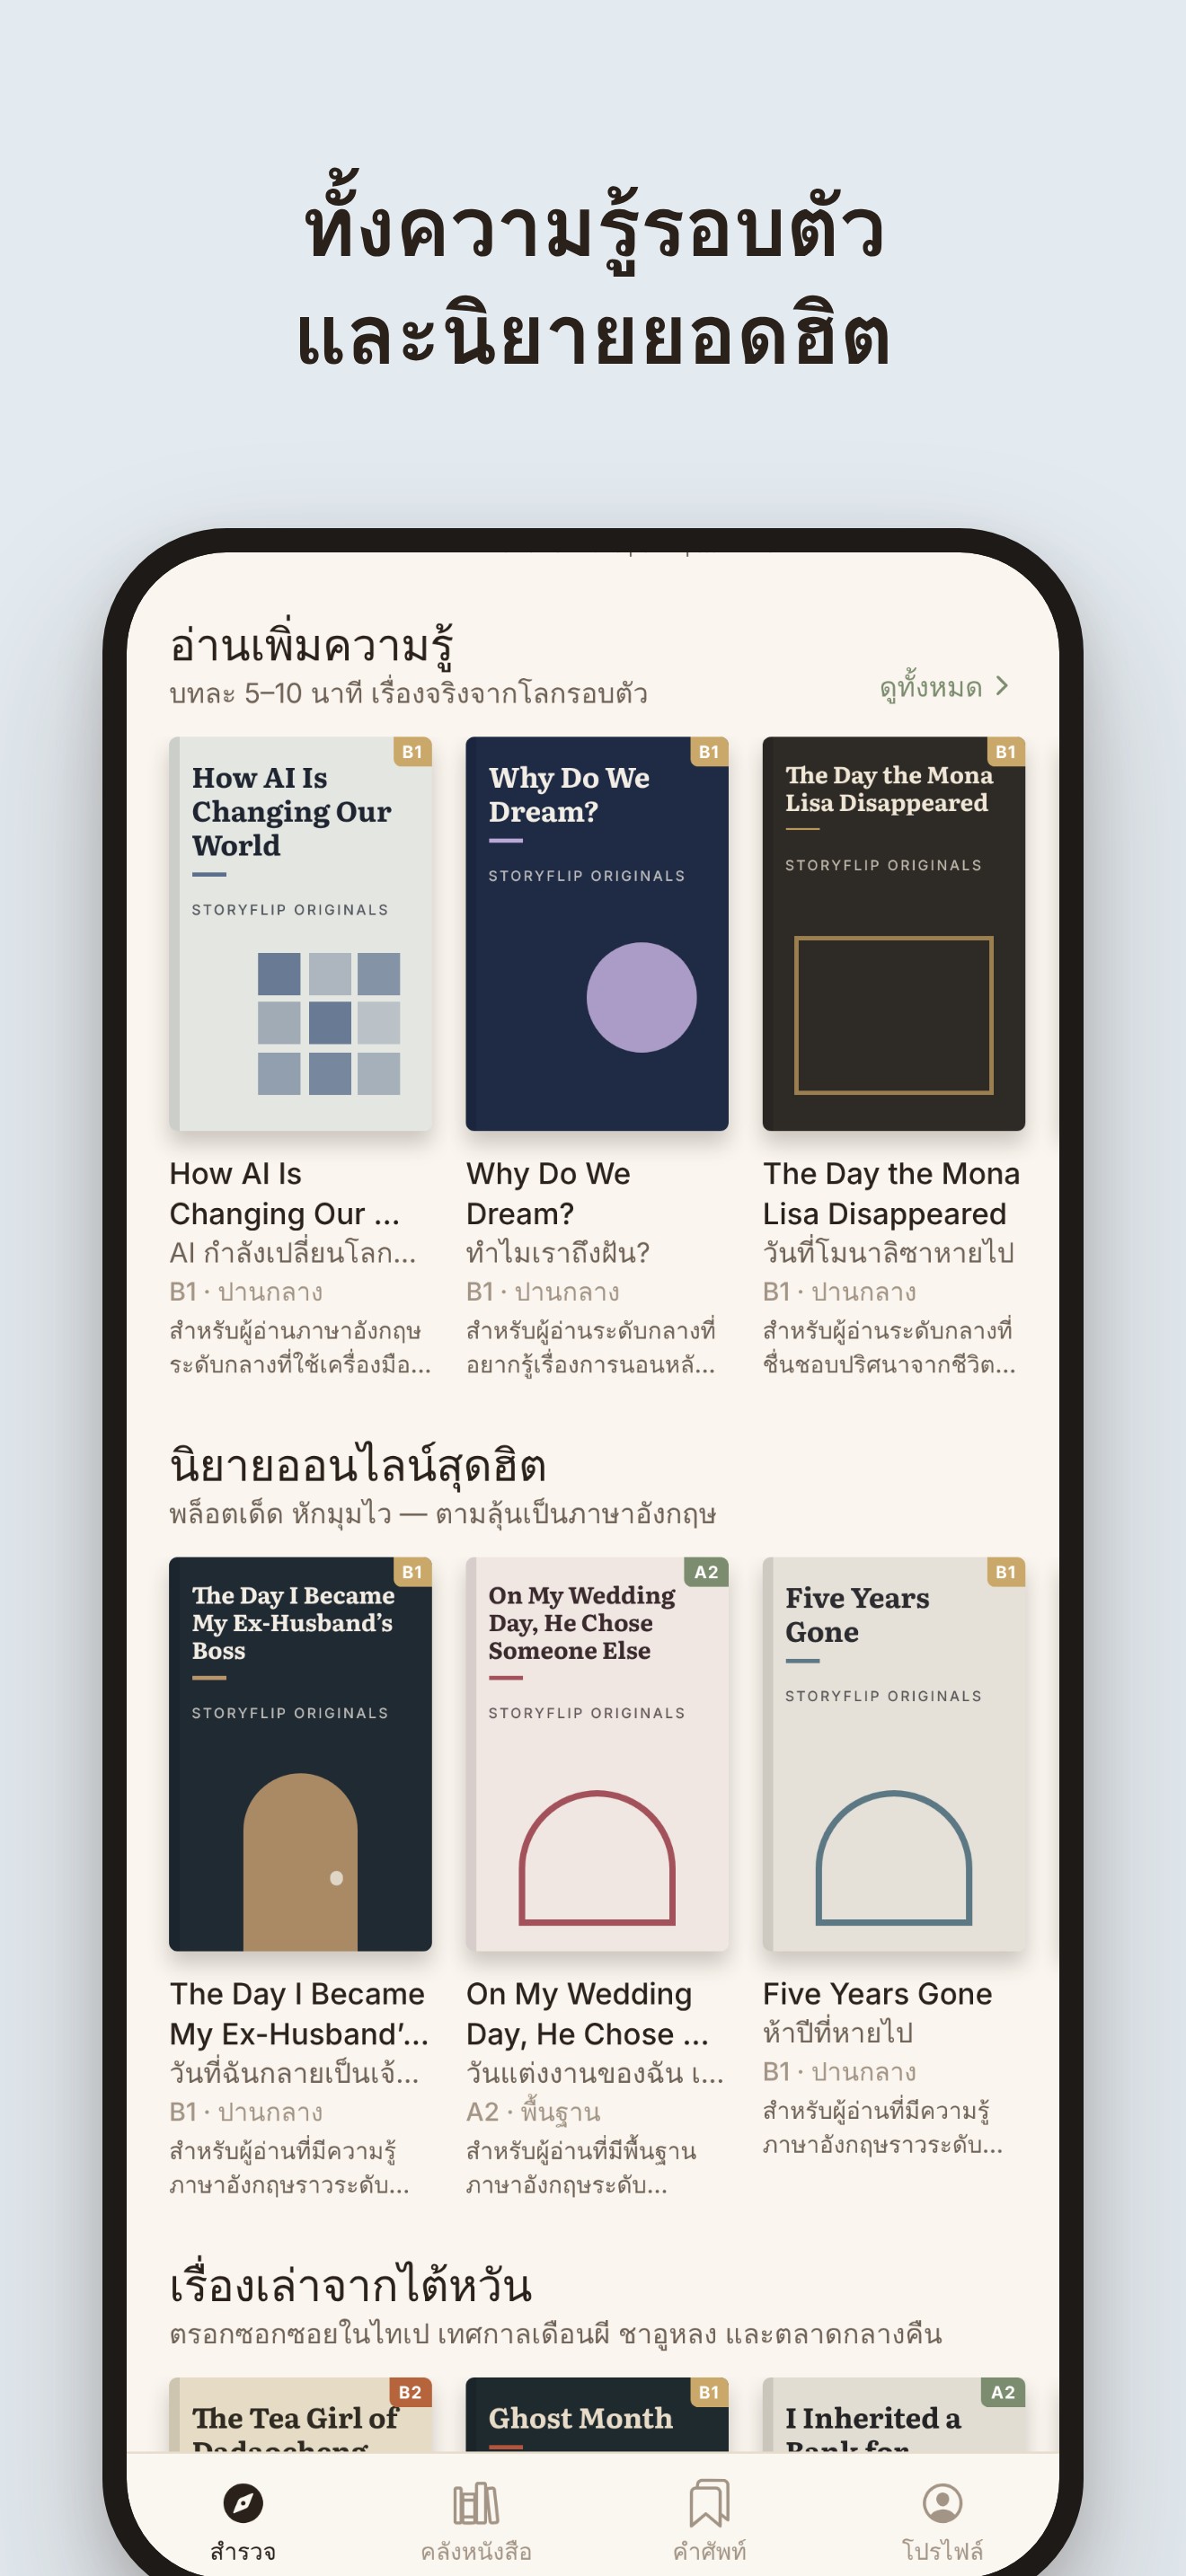 ทั้งความรู้รอบตัว
และนิยายยอดฮิต
อ่านเพิ่มความรู้
บทละ 5–10 นาที เรื่องจริงจากโลกรอบตัว
ดูทั้งหมด
B1
How AI Is
Changing Our
World
STORYFLIP ORIGINALS
B1
Why Do We
Dream?
STORYFLIP ORIGINALS
B1
The Day the Mona
Lisa Disappeared
STORYFLIP ORIGINALS
How AI Is
Changing Our ...
AI กำลังเปลี่ยนโลก...
B1 · ปานกลาง
สำหรับผู้อ่านภาษาอังกฤษ
ระดับกลางที่ใช้เครื่องมือ...
Why Do We
Dream?
ทำไมเราถึงฝัน?
B1 · ปานกลาง
สำหรับผู้อ่านระดับกลางที่
อยากรู้เรื่องการนอนหลั...
The Day the Mona
Lisa Disappeared
วันที่โมนาลิซาหายไป
B1 · ปานกลาง
สำหรับผู้อ่านระดับกลางที่
ชื่นชอบปริศนาจากชีวิต...
นิยายออนไลน์สุดฮิต
พล็อตเด็ด หักมุมไว — ตามลุ้นเป็นภาษาอังกฤษ
B1
The Day I Became
My Ex-Husband’s
Boss
STORYFLIP ORIGINALS
A2
On My Wedding
Day, He Chose
Someone Else
STORYFLIP ORIGINALS
B1
Five Years
Gone
STORYFLIP ORIGINALS
The Day I Became
My Ex-Husband’...
วันที่ฉันกลายเป็นเจ้...
B1 · ปานกลาง
สำหรับผู้อ่านที่มีความรู้
ภาษาอังกฤษราวระดับ...
On My Wedding
Day, He Chose ...
วันแต่งงานของฉัน เ...
A2 · พื้นฐาน
สำหรับผู้อ่านที่มีพื้นฐาน
ภาษาอังกฤษระดับ...
Five Years Gone
ห้าปีที่หายไป
B1 · ปานกลาง
สำหรับผู้อ่านที่มีความรู้
ภาษาอังกฤษราวระดับ...
เรื่องเล่าจากไต้หวัน
ตรอกซอกซอยในไทเป เทศกาลเดือนผี ชาอูหลง และตลาดกลางคืน
B2
The Tea Girl of
Dadaocheng
B1
Ghost Month
A2
I Inherited a
Bank for
สำรวจ
คลังหนังสือ
คำศัพท์
โปรไฟล์